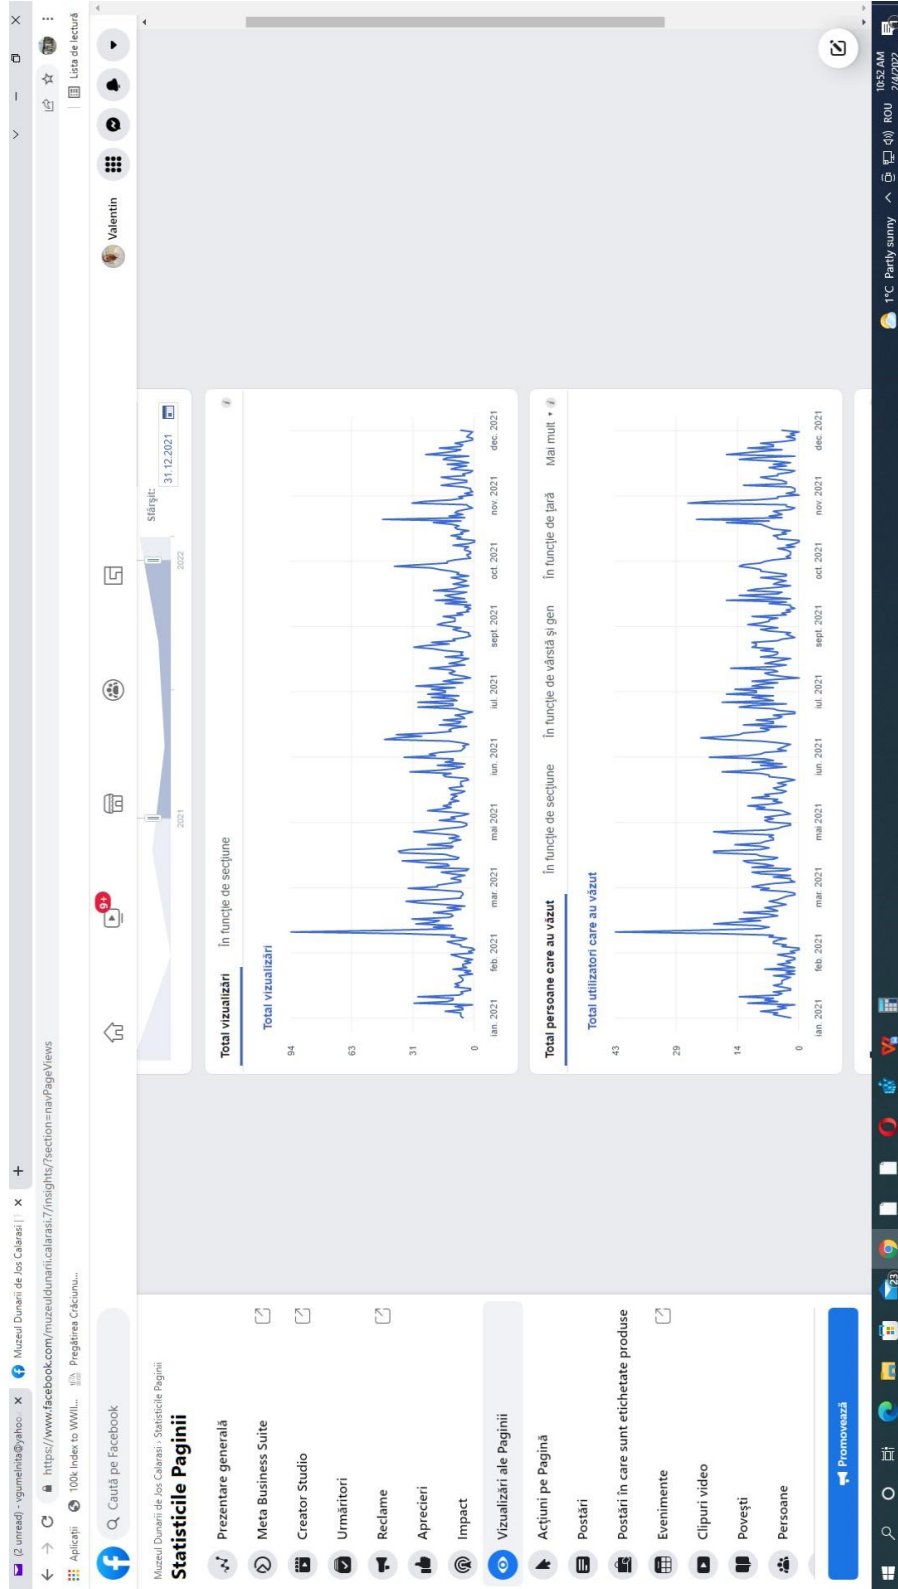 (2 unread) - vgumelnita@yahoo.
Muzeul Dunarii de Jos Calarasi |
https://www.facebook.com/muzeuldunarii.calarasi.7/insights/?section=navPageViews
Aplicații
100k Index to WWII...
Pregătirea Crăciunu...
Lista de lectură
Caută pe Facebook
9+
Valentin
Muzeul Dunarii de Jos Calarasi › Statisticile Paginii
Statisticile Paginii
Prezentare generală
Meta Business Suite
Creator Studio
Urmăritori
Reclame
Aprecieri
Impact
Vizualizări ale Paginii
Acțiuni pe Pagină
Postări
Postări în care sunt etichetate produse
Evenimente
Clipuri video
Povești
Persoane
Promovează
2021
2022
Sfârșit:
31.12.2021
Total vizualizări
În funcție de secțiune
Total vizualizări
94
63
31
0
ian. 2021
feb. 2021
mar. 2021
mai 2021
iun. 2021
iul. 2021
sept. 2021
oct. 2021
nov. 2021
dec. 2021
Total persoane care au văzut
În funcție de secțiune
În funcție de vârstă și gen
În funcție de țară
Mai mult
Total utilizatori care au văzut
43
29
14
0
ian. 2021
feb. 2021
mar. 2021
mai 2021
iun. 2021
iul. 2021
sept. 2021
oct. 2021
nov. 2021
dec. 2021
23
1°C Partly sunny
ROU
10:52 AM
2/4/2022